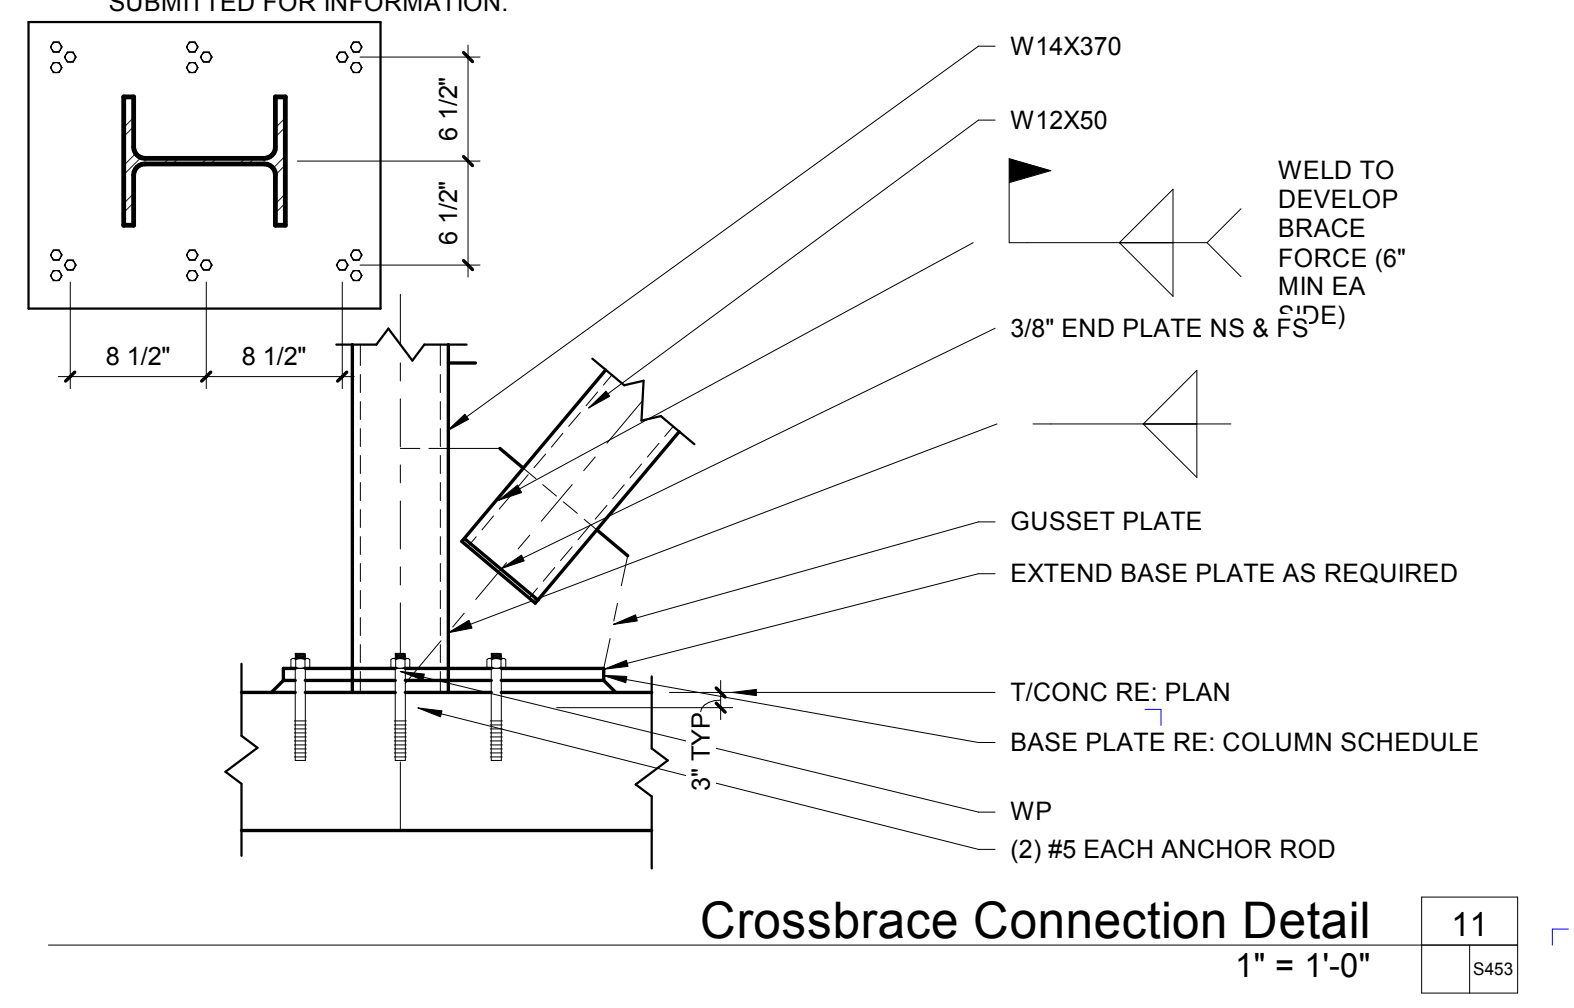 SUBMITTED FOR INFORMATION.
6 1/2"
6 1/2"
8 1/2"
8 1/2"
W14X370
W12X50
WELD TO
DEVELOP
BRACE
FORCE (6"
MIN EA
SIDE)
3/8" END PLATE NS & FS
GUSSET PLATE
EXTEND BASE PLATE AS REQUIRED
T/CONC RE: PLAN
3" TYP
BASE PLATE RE: COLUMN SCHEDULE
WP
(2) #5 EACH ANCHOR ROD
Crossbrace Connection Detail
11
1" = 1'-0"
S453